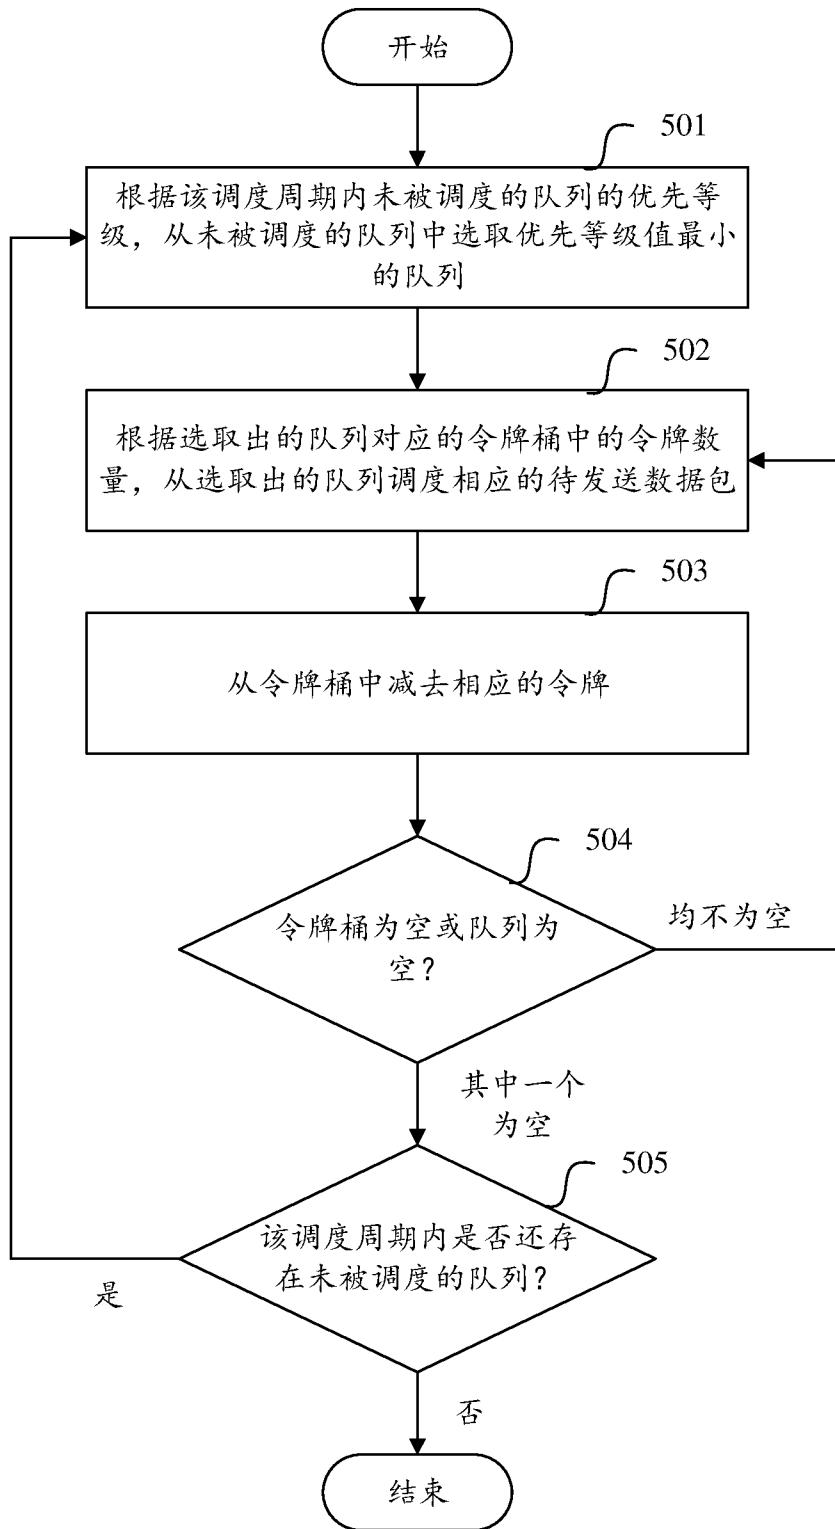 开始
501
根据该调度周期内未被调度的队列的优先等
级，从未被调度的队列中选取优先等级值最小
的队列
502
根据选取出的队列对应的令牌桶中的令牌数
量，从选取出的队列调度相应的待发送数据包
503
从令牌桶中减去相应的令牌
504
令牌桶为空或队列为
空？
均不为空
其中一个
为空
505
该调度周期内是否还存
在未被调度的队列？
是
否
结束